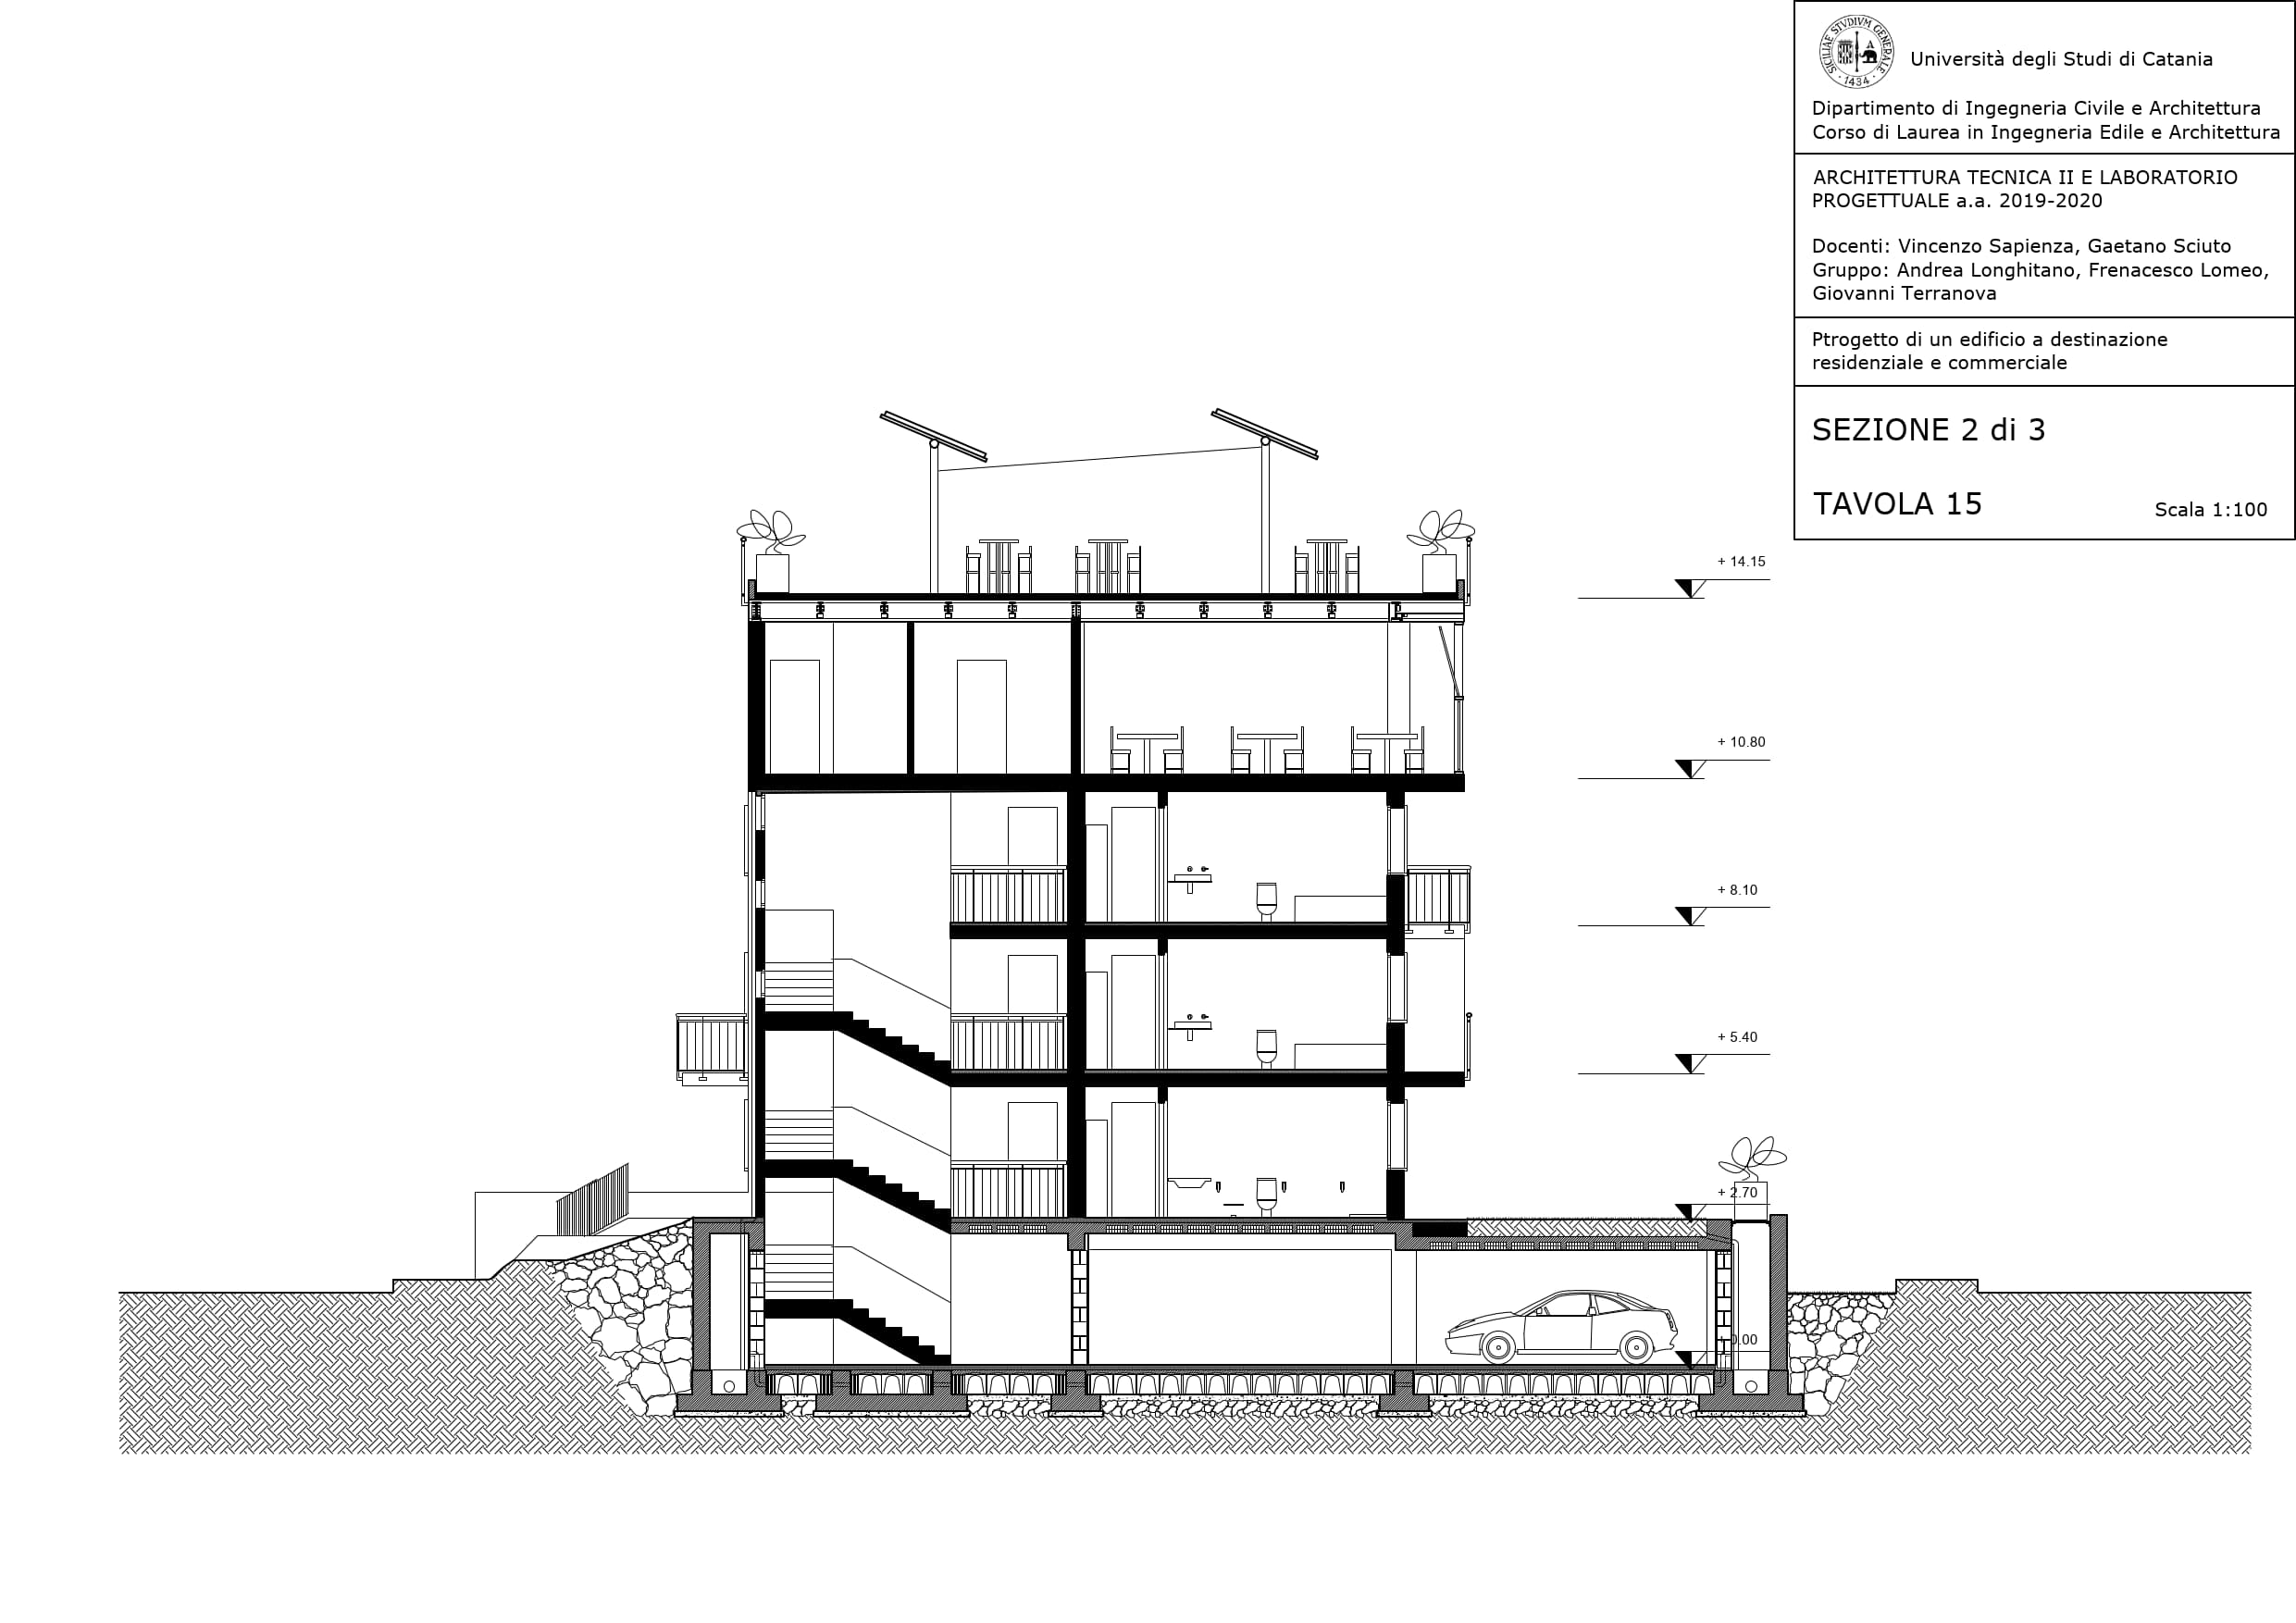 SICILIAE STVDIVM GENERALE
· 1434 ·
Università degli Studi di Catania
Dipartimento di Ingegneria Civile e Architettura
Corso di Laurea in Ingegneria Edile e Architettura
ARCHITETTURA TECNICA II E LABORATORIO
PROGETTUALE a.a. 2019-2020
Docenti: Vincenzo Sapienza, Gaetano Sciuto
Gruppo: Andrea Longhitano, Frenacesco Lomeo,
Giovanni Terranova
Ptrogetto di un edificio a destinazione
residenziale e commerciale
SEZIONE 2 di 3
TAVOLA 15
Scala 1:100
+ 14.15
+ 10.80
+ 8.10
+ 5.40
+ 2.70
+ 0.00